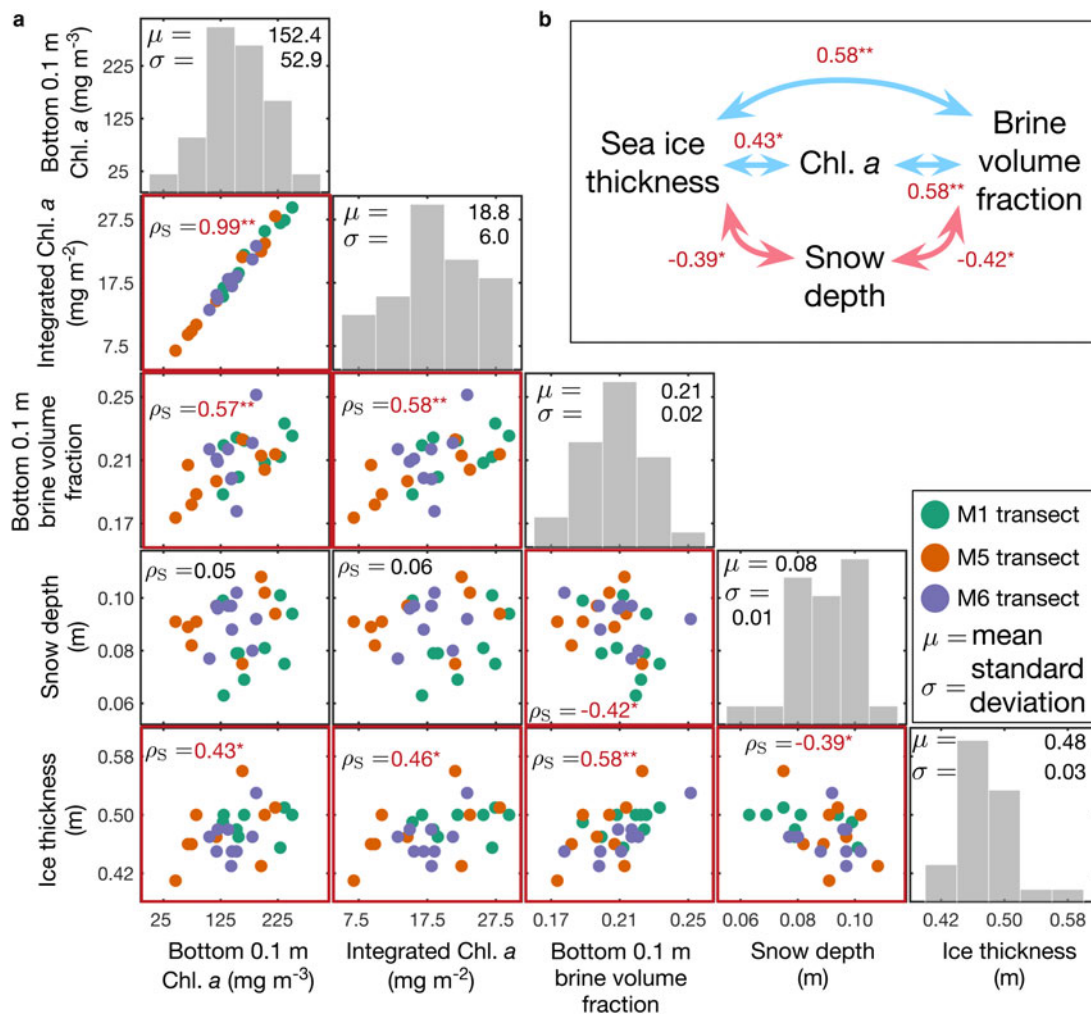 a
b
Bottom 0.1 m
Chl. a (mg m-3)
225
125
25
μ = 152.4
σ = 52.9
0.58**
Sea ice
thickness
0.43*
Chl. a
Brine
volume
fraction
0.58**
-0.39*
Snow
depth
-0.42*
Integrated Chl. a
(mg m-2)
27.5
17.5
7.5
ρS = 0.99**
μ = 18.8
σ = 6.0
Bottom 0.1 m
brine volume
fraction
0.25
0.21
0.17
ρS = 0.57**
ρS = 0.58**
μ = 0.21
σ = 0.02
M1 transect
M5 transect
M6 transect
μ = mean
σ = standard
deviation
Snow depth
(m)
0.10
0.08
0.06
ρS = 0.05
ρS = 0.06
ρS = -0.42*
μ = 0.08
σ =
0.01
Ice thickness
(m)
0.58
0.50
0.42
ρS = 0.43*
ρS = 0.46*
ρS = 0.58**
ρS = -0.39*
μ = 0.48
σ = 0.03
25 125 225
7.5 17.5 27.5
0.17 0.21 0.25
0.06 0.08 0.10
0.42 0.50 0.58
Bottom 0.1 m
Chl. a (mg m-3)
Integrated Chl. a
(mg m-2)
Bottom 0.1 m
brine volume
fraction
Snow depth
(m)
Ice thickness
(m)